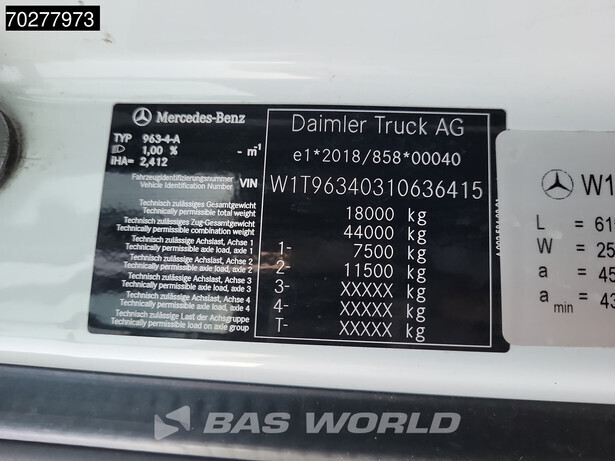 70277973
Mercedes-Benz
Daimler Truck AG
TYP 963-4-A
1,00 % - m⁻¹
iHA= 2,412
e1*2018/858*00040
Fahrzeugidentifizierungsnummer
Vehicle Identification Number VIN W1T96340310636415
Technisch zulässiges Gesamtgewicht
Technically permissible total weight 18000 kg
Technisch zulässiges Zug-Gesamtgewicht
Technically permissible combination weight 44000 kg
Technisch zulässige Achslast, Achse 1
Technically permissible axle load, axle 1 1- 7500 kg
Technisch zulässige Achslast, Achse 2
Technically permissible axle load, axle 2 2- 11500 kg
Technisch zulässige Achslast, Achse 3
Technically permissible axle load, axle 3 3- XXXXX kg
Technisch zulässige Achslast, Achse 4
Technically permissible axle load, axle 4 4- XXXXX kg
Technisch zulässige Last der Achsgruppe
Technically permissible load on axle group T- XXXXX kg
W1
L = 61
W = 25
a = 45
a min = 43
BAS WORLD